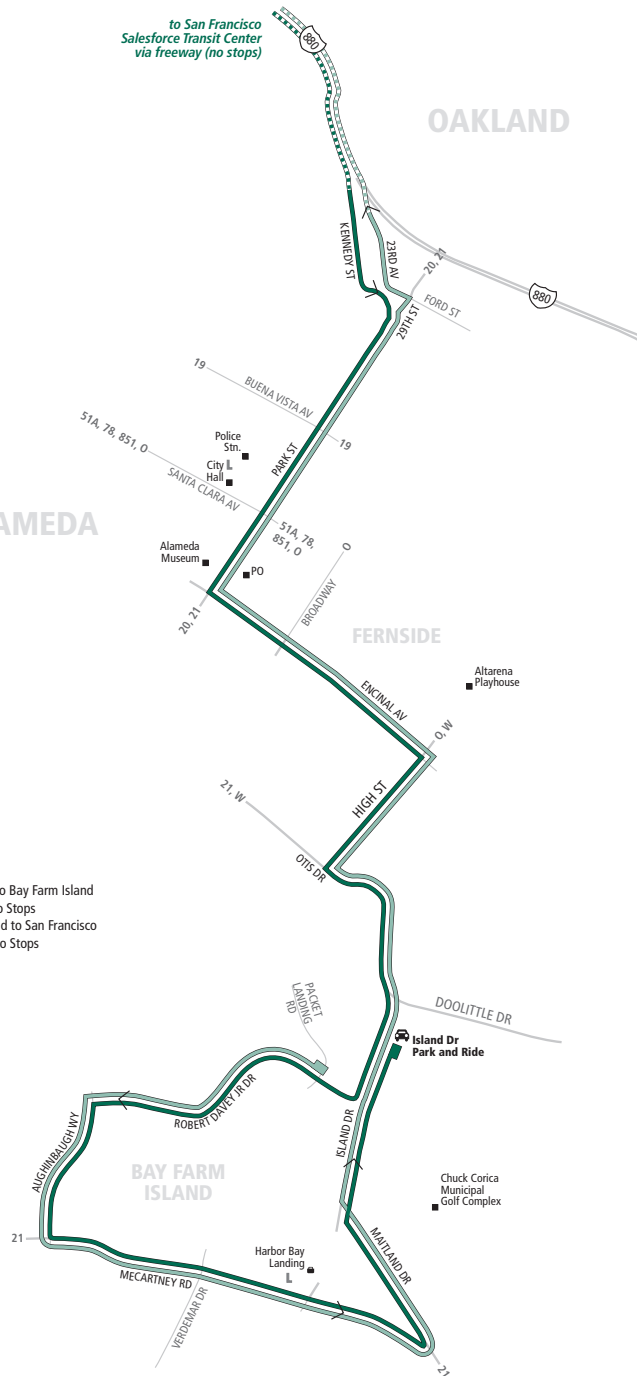 to San Francisco
Salesforce Transit Center
via freeway (no stops)
880
OAKLAND
KENNEDY ST
23RD AV
20, 21
880
FORD ST
29TH ST
19
BUENA VISTA AV
19
51A, 78, 851, O
Police
Stn.
City
Hall
PARK ST
SANTA CLARA AV
51A, 78,
851, O
AMEDA
Alameda
Museum
PO
O
BROADWAY
20, 21
FERNSIDE
Altarena
Playhouse
ENCINAL AV
O, W
HIGH ST
21, W
OTIS DR
o Bay Farm Island
o Stops
d to San Francisco
o Stops
PACKET
LANDING
RD
DOOLITTLE DR
Island Dr
Park and Ride
ROBERT DAVEY JR DR
ISLAND DR
AUGHINBAUGH WY
BAY FARM
ISLAND
Chuck Corica
Municipal
Golf Complex
MAITLAND DR
21
Harbor Bay
Landing
MECARTNEY RD
VERDEMAR DR
21